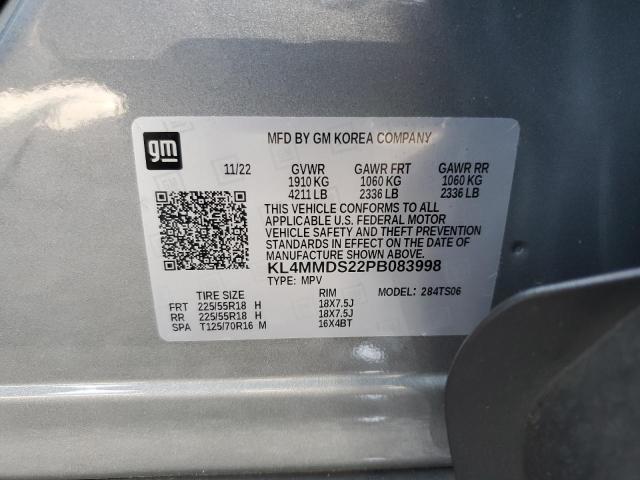 gm
MFD BY GM KOREA COMPANY
11/22 GVWR GAWR FRT GAWR RR
1910 KG 1060 KG 1060 KG
4211 LB 2336 LB 2336 LB
THIS VEHICLE CONFORMS TO ALL
APPLICABLE U.S. FEDERAL MOTOR
VEHICLE SAFETY AND THEFT PREVENTION
STANDARDS IN EFFECT ON THE DATE OF
MANUFACTURE SHOWN ABOVE.
KL4MMDS22PB083998
TYPE: MPV MODEL: 284TS06
TIRE SIZE RIM
FRT 225/55R18 H 18X7.5J
RR 225/55R18 H 18X7.5J
SPA T125/70R16 M 16X4BT